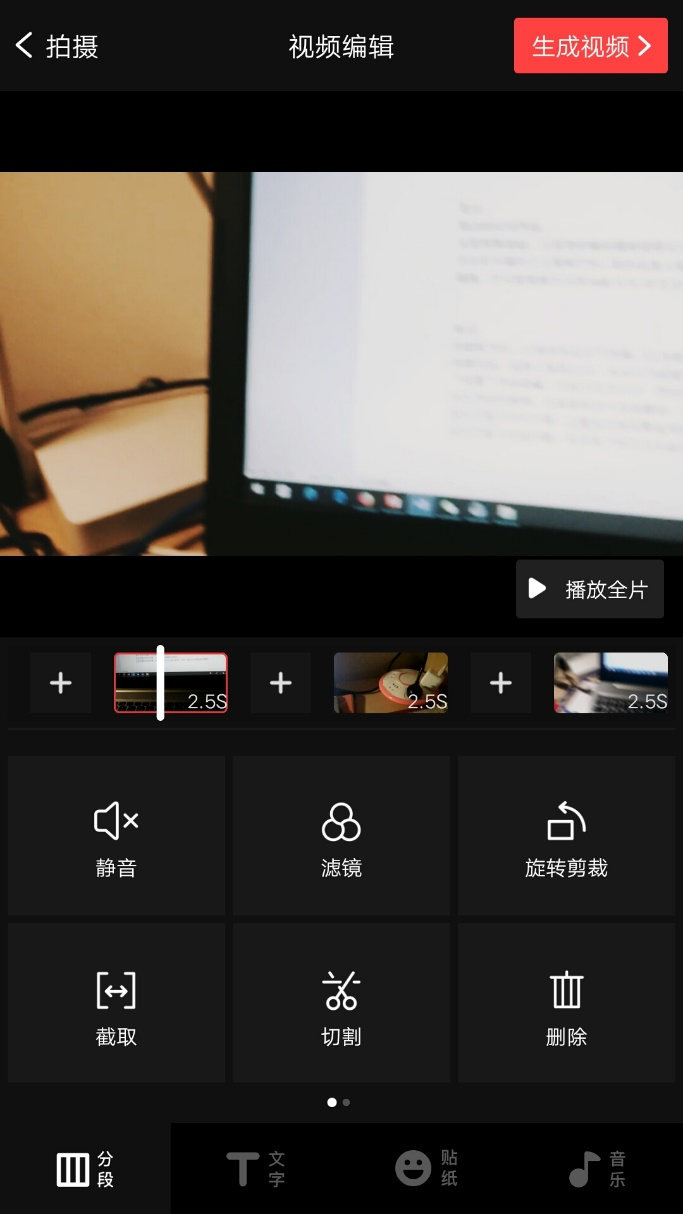 拍摄
视频编辑
生成视频
播放全片
2.5S
2.5S
2.5S
静音
滤镜
旋转剪裁
截取
切割
删除
分段
文字
贴纸
音乐